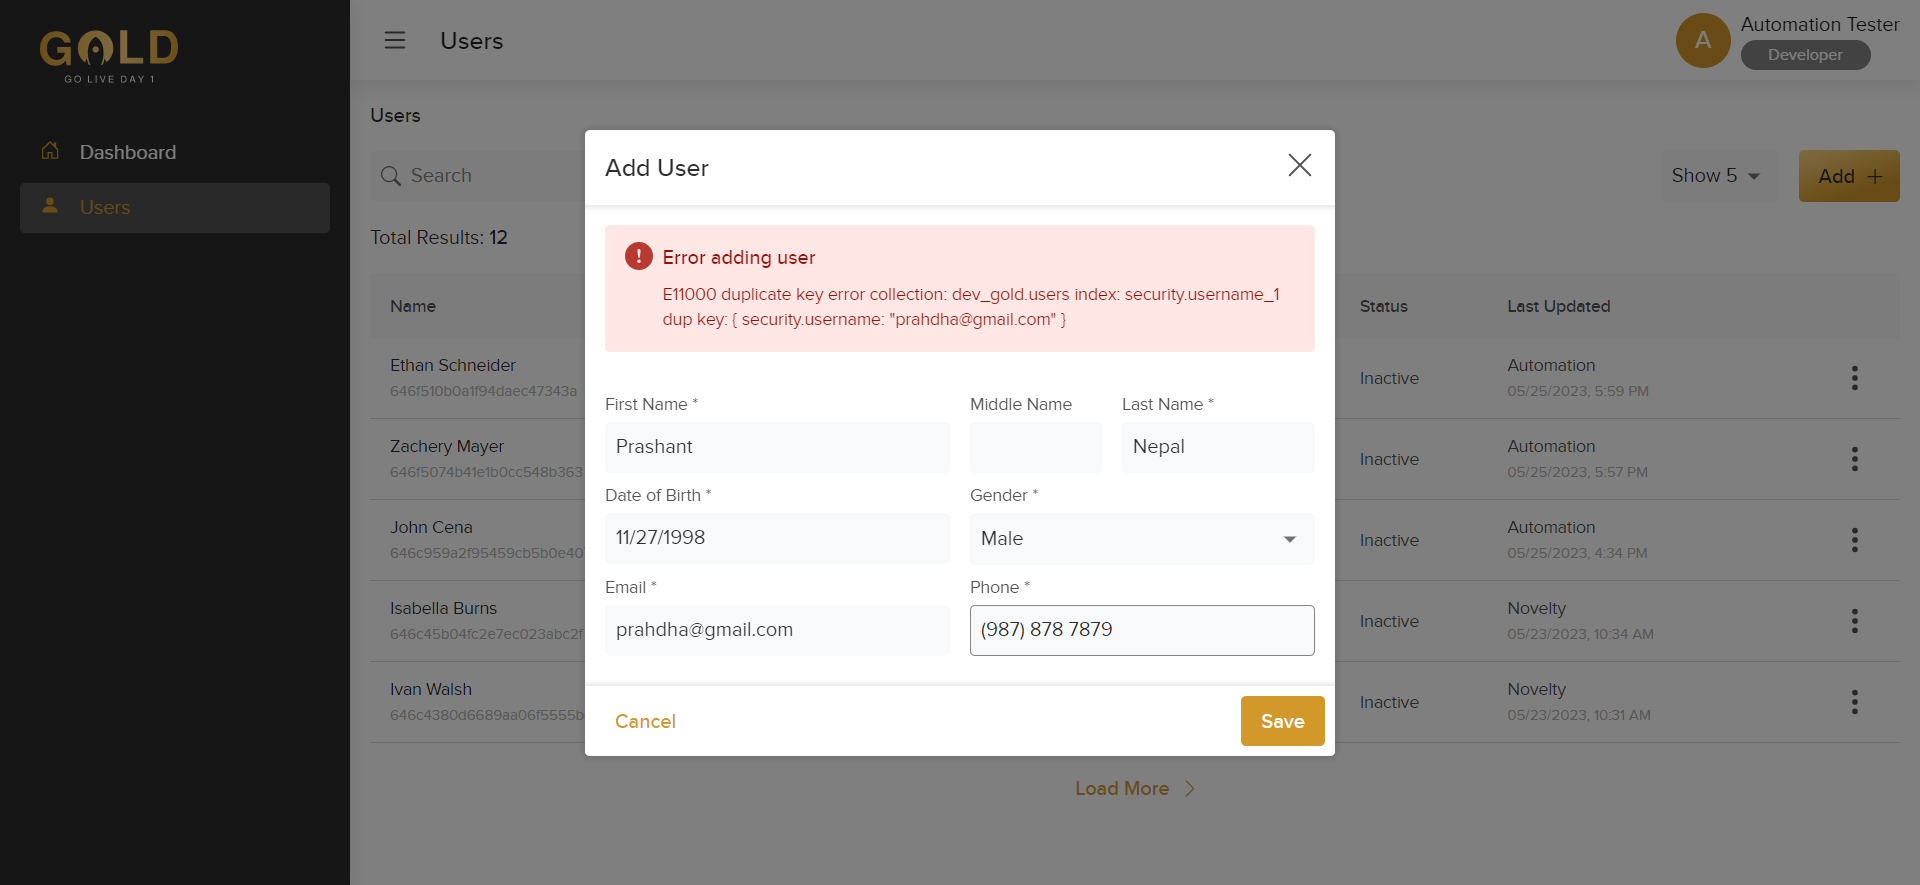 GOLD
GO LIVE DAY 1
Dashboard
Users
Users
A
Automation Tester
Developer
Users
Search
Show 5
Add +
Total Results: 12
Name
Status
Last Updated
Ethan Schneider
646f510b0a1f94daec47343a
Inactive
Automation
05/25/2023, 5:59 PM
Zachery Mayer
646f5074b41e1b0cc548b363
Inactive
Automation
05/25/2023, 5:57 PM
John Cena
646c959a2f95459cb5b0e40
Inactive
Automation
05/25/2023, 4:34 PM
Isabella Burns
646c45b04fc2e7ec023abc2f
Inactive
Novelty
05/23/2023, 10:34 AM
Ivan Walsh
646c4380d6689aa06f5555b
Inactive
Novelty
05/23/2023, 10:31 AM
Load More
Add User
Error adding user
E11000 duplicate key error collection: dev_gold.users index: security.username_1
dup key: { security.username: "prahdha@gmail.com" }
First Name *
Middle Name
Last Name *
Prashant
Nepal
Date of Birth *
Gender *
11/27/1998
Male
Email *
Phone *
prahdha@gmail.com
(987) 878 7879
Cancel
Save